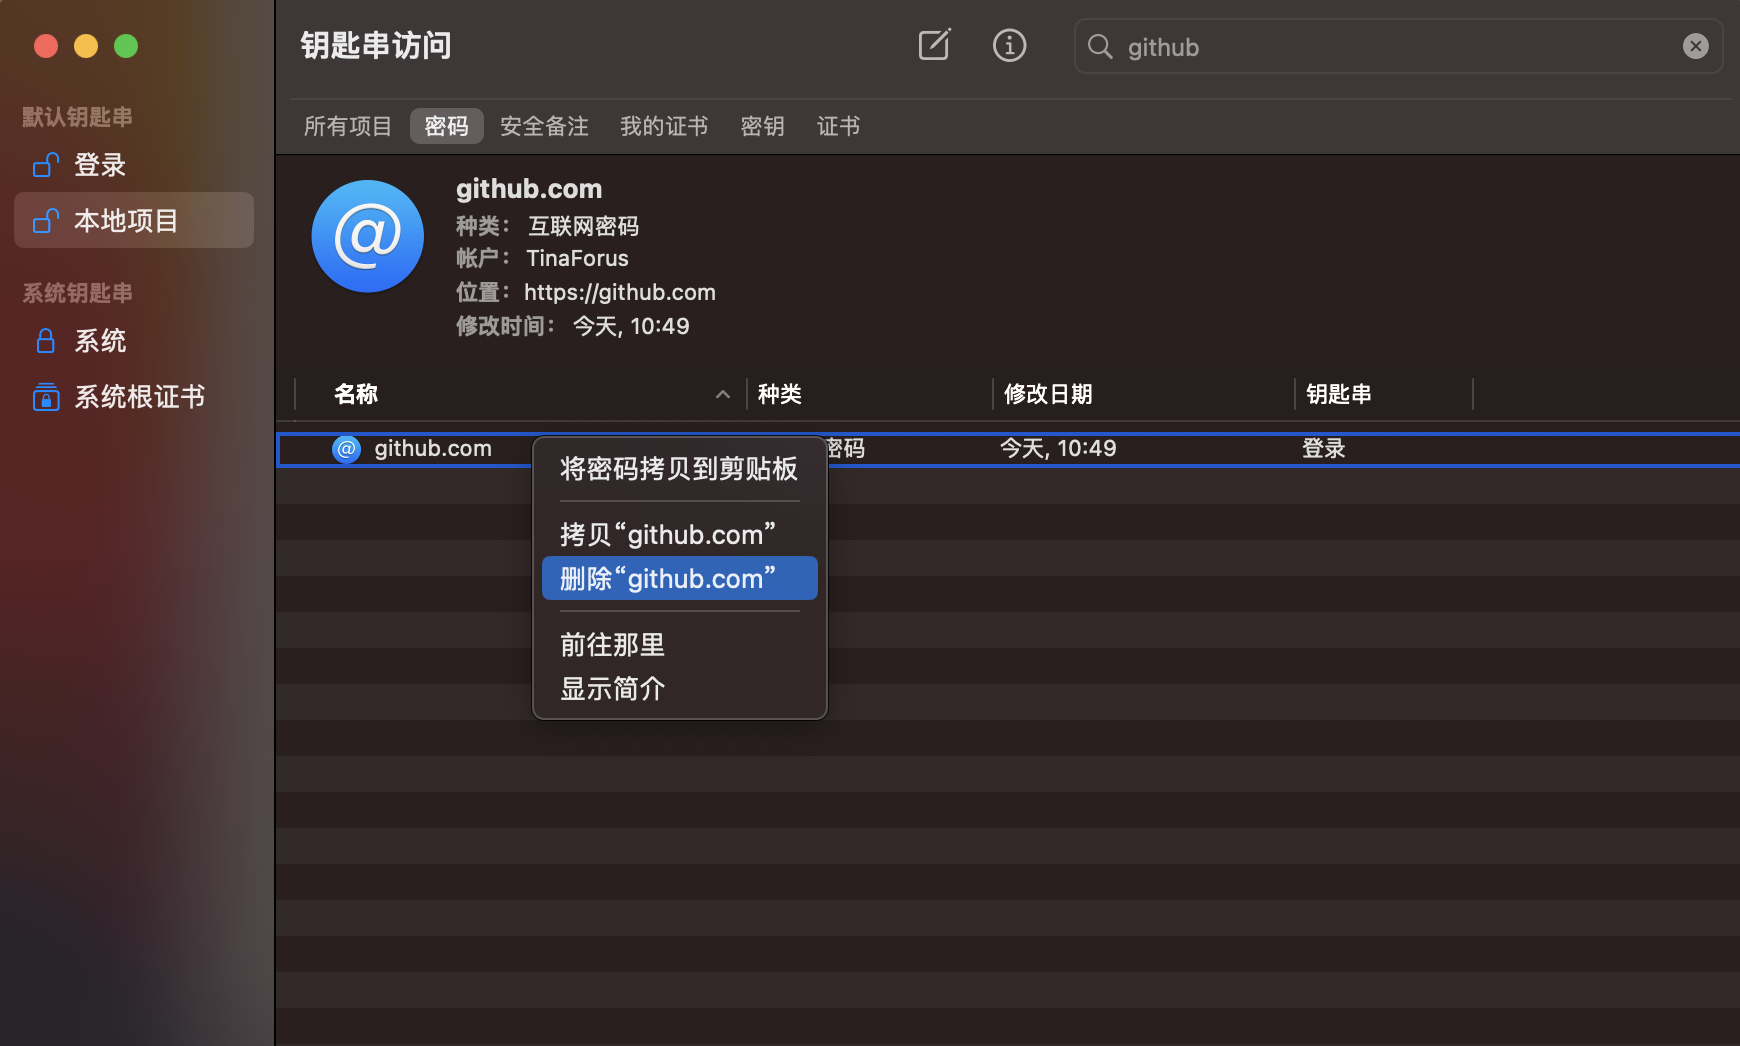 钥匙串访问
github
默认钥匙串
登录
本地项目
系统钥匙串
系统
系统根证书
所有项目 密码 安全备注 我的证书 密钥 证书
@
github.com
种类： 互联网密码
帐户： TinaForus
位置： https://github.com
修改时间： 今天, 10:49
名称 种类 修改日期 钥匙串
@ github.com 密码 今天, 10:49 登录
将密码拷贝到剪贴板
拷贝“github.com”
删除“github.com”
前往那里
显示简介